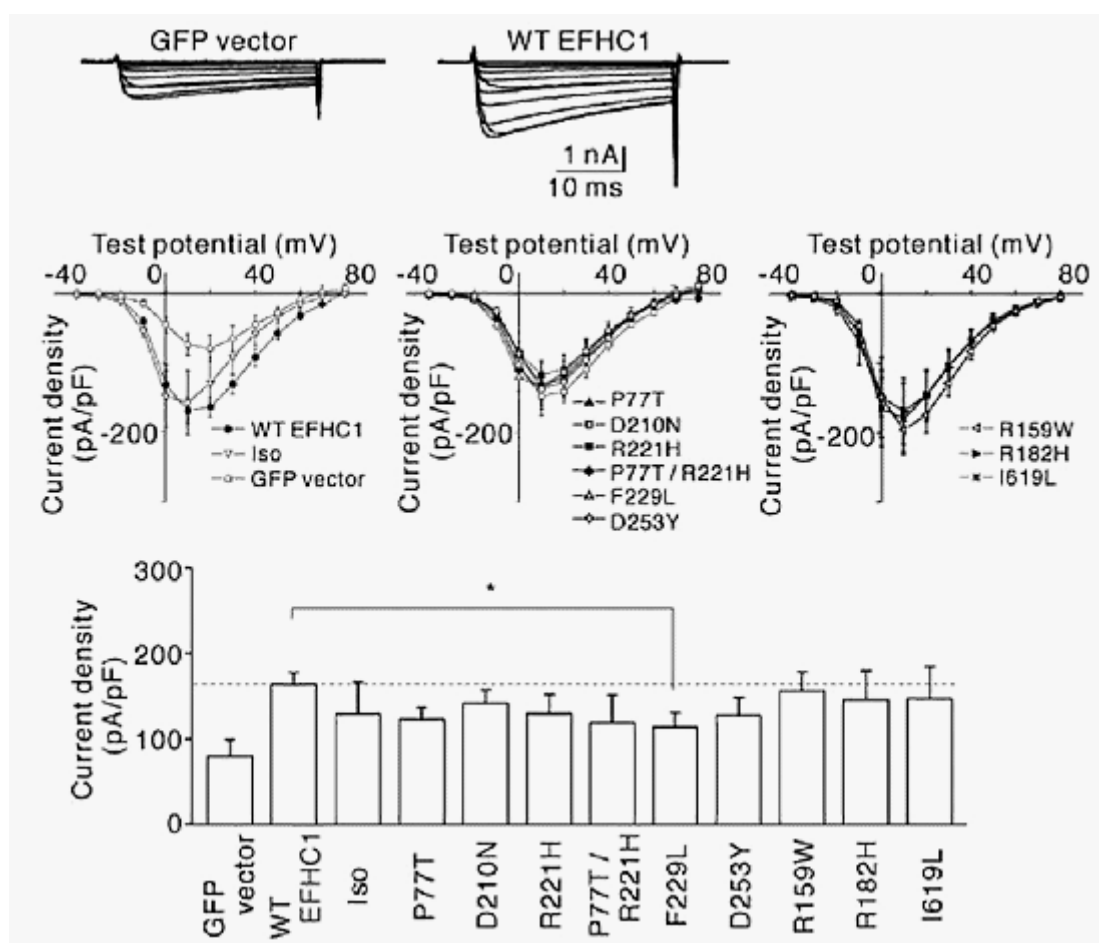 GFP vector
WT EFHC1
1 nA
10 ms
Test potential (mV)
-40 0 40 80
Current density
(pA/pF)
-200
WT EFHC1
Iso
GFP vector
Test potential (mV)
-40 0 40 80
Current density
(pA/pF)
-200
P77T
D210N
R221H
P77T / R221H
F229L
D253Y
Test potential (mV)
-40 0 40 80
Current density
(pA/pF)
-200
R159W
R182H
I619L
Current density
(pA/pF)
300
200
100
0
*
GFP
vector
WT
EFHC1
Iso
P77T
D210N
R221H
P77T /
R221H
F229L
D253Y
R159W
R182H
I619L